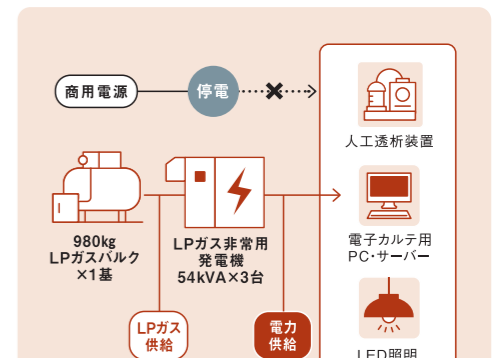 商用電源
停電
人工透析装置
980kg
LPガスバルク
×1基
LPガス非常用
発電機
54kVA×3台
電子カルテ用
PC・サーバー
LPガス
供給
電力
供給
LED照明